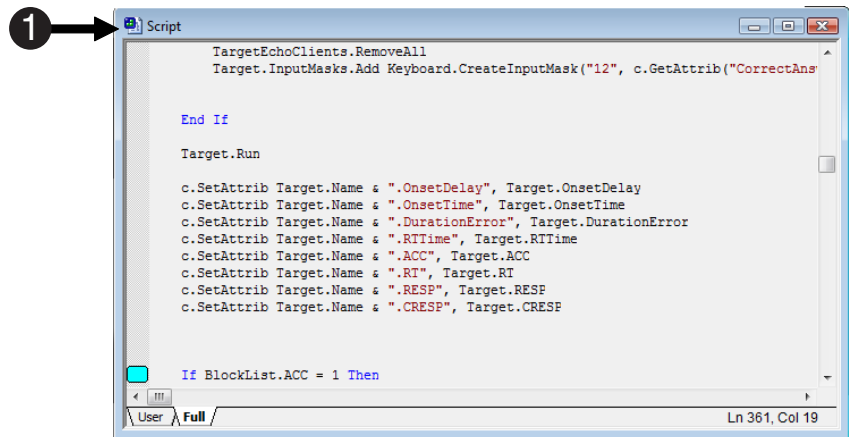 1
Script
TargetEchoClients.RemoveAll
Target.InputMasks.Add Keyboard.CreateInputMask("12", c.GetAttrib("CorrectAns
End If
Target.Run
c.SetAttrib Target.Name & ".OnsetDelay", Target.OnsetDelay
c.SetAttrib Target.Name & ".OnsetTime", Target.OnsetTime
c.SetAttrib Target.Name & ".DurationError", Target.DurationError
c.SetAttrib Target.Name & ".RTTime", Target.RTTime
c.SetAttrib Target.Name & ".ACC", Target.ACC
c.SetAttrib Target.Name & ".RT", Target.RT
c.SetAttrib Target.Name & ".RESP", Target.RESP
c.SetAttrib Target.Name & ".CRESP", Target.CRESP
If BlockList.ACC = 1 Then
User Full Ln 361, Col 19